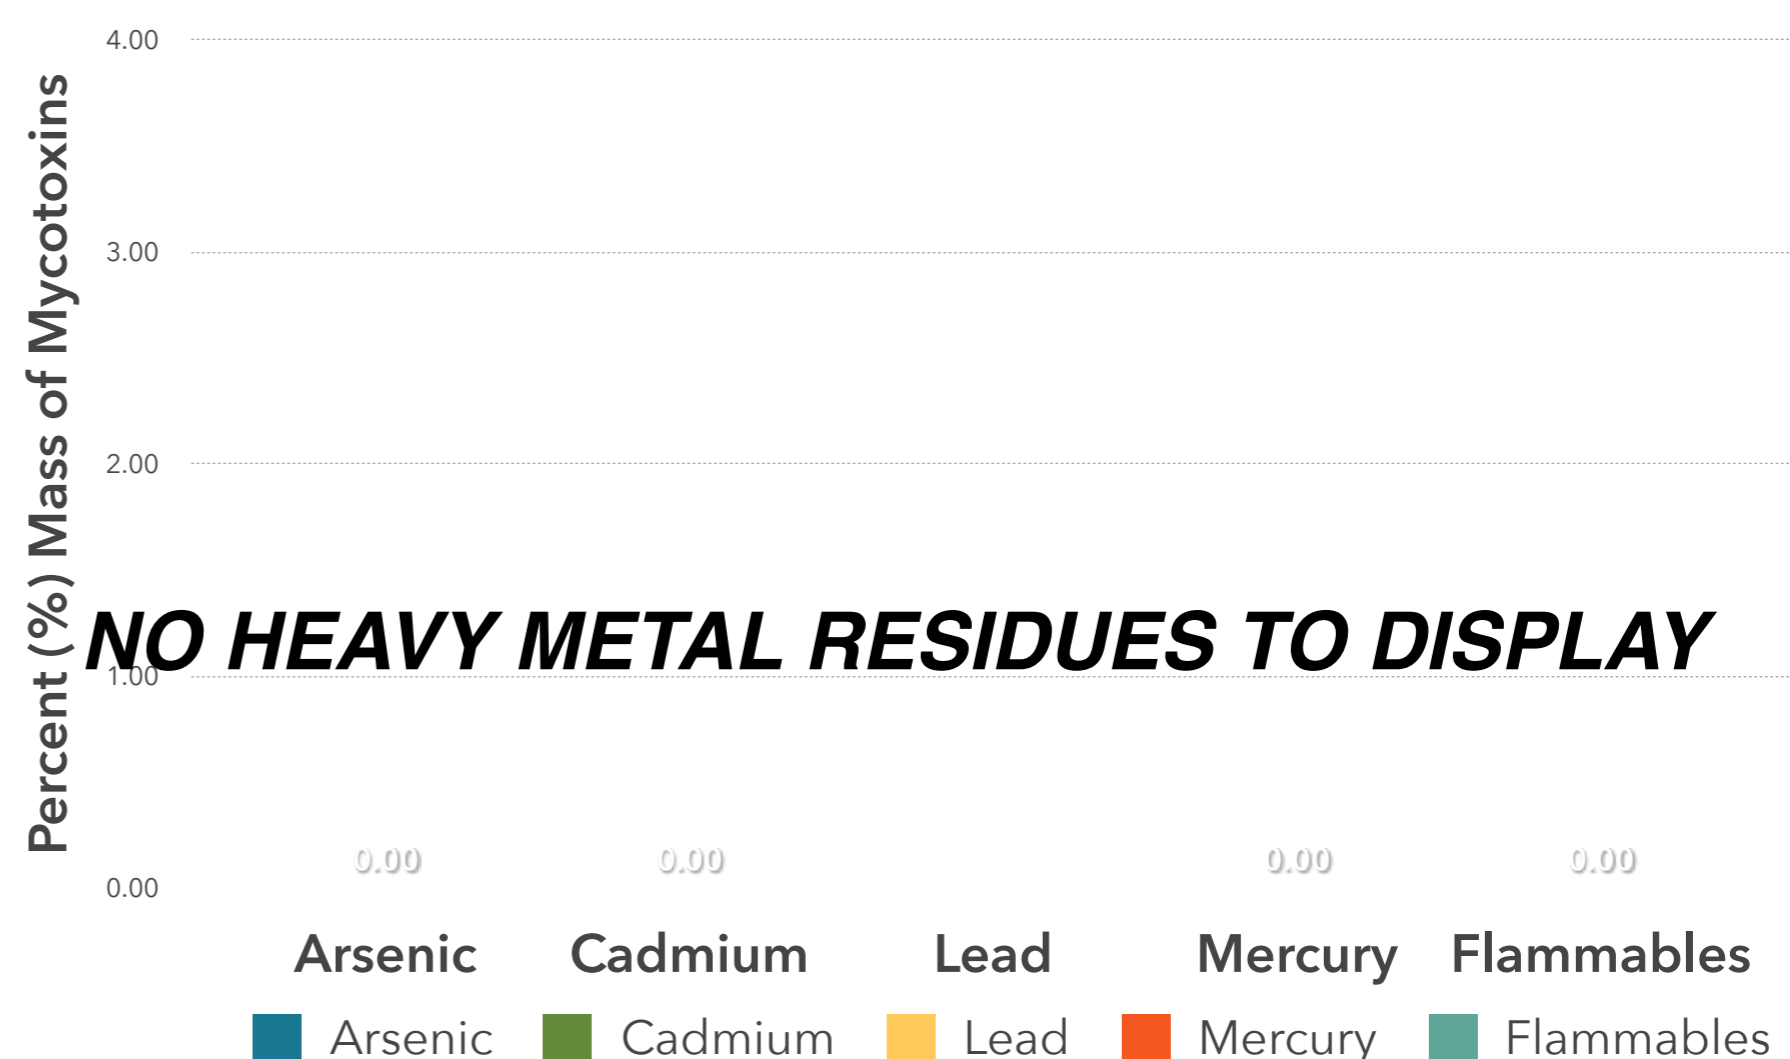 Percent (%) Mass of Mycotoxins
4.00
3.00
2.00
NO HEAVY METAL RESIDUES TO DISPLAY
1.00
0.00 0.00 0.00 0.00
0.00
Arsenic Cadmium Lead Mercury Flammables
Arsenic Cadmium Lead Mercury Flammables